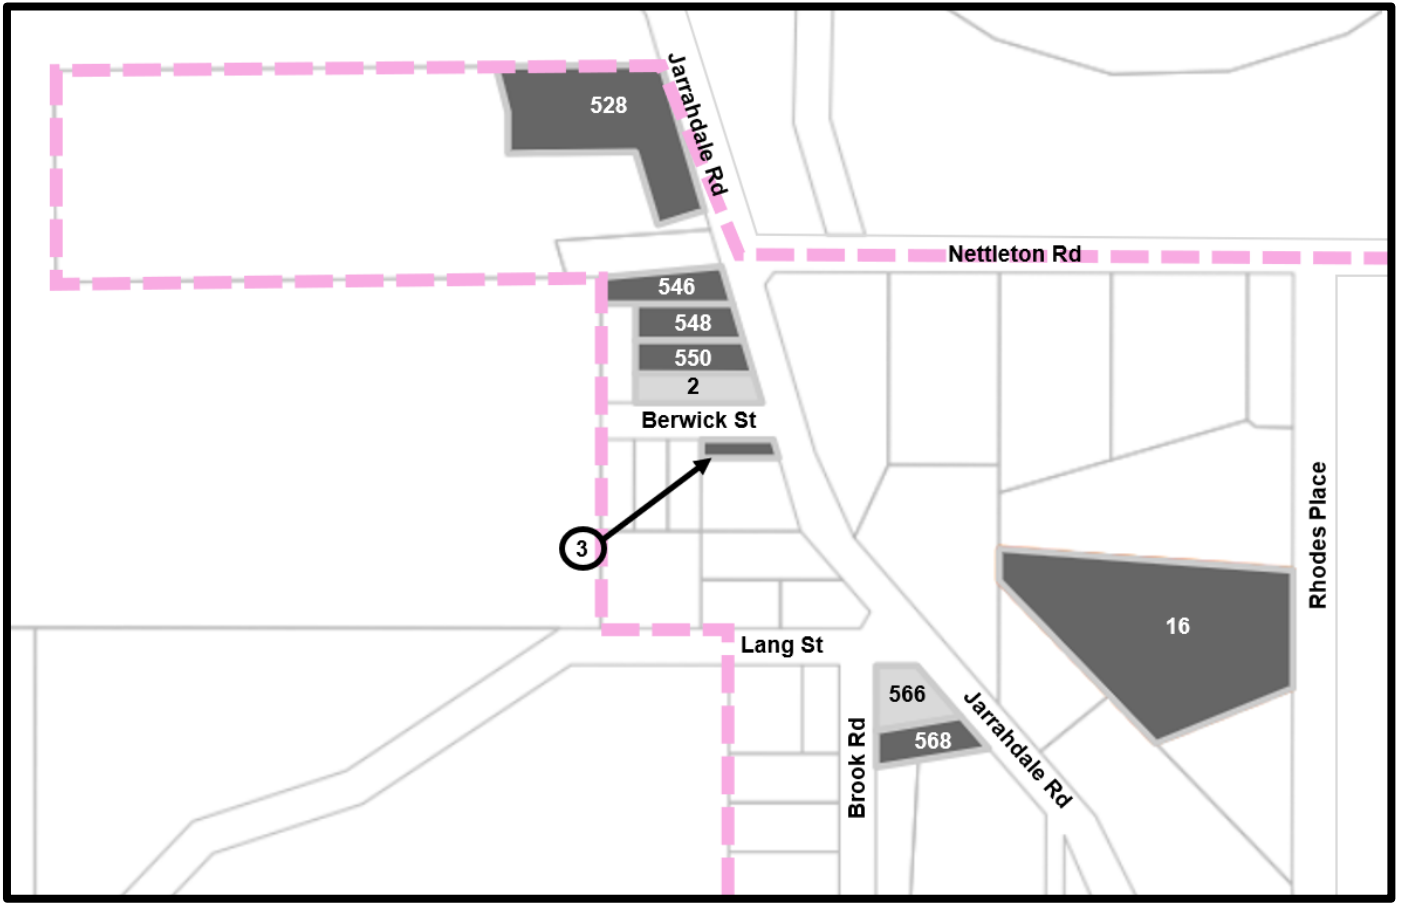 Jarrahdale Rd
528
Nettleton Rd
546
548
550
2
Berwick St
3
Rhodes Place
16
Lang St
566
568
Brook Rd
Jarrahdale Rd